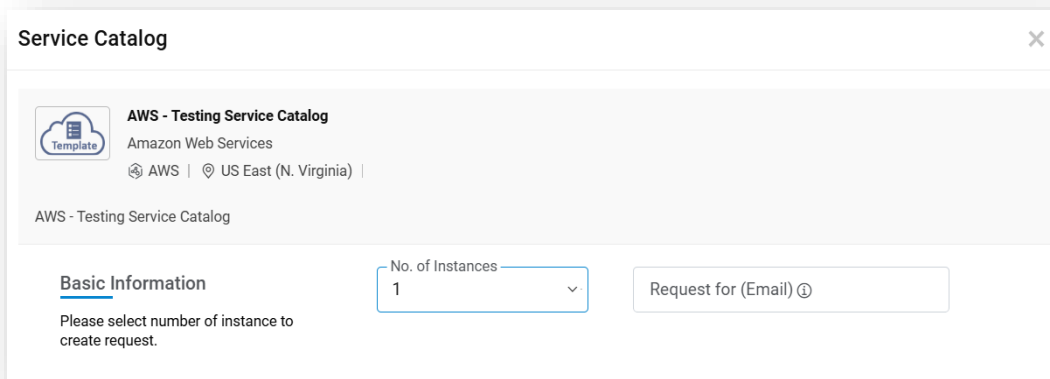 Service Catalog
Template
AWS - Testing Service Catalog
Amazon Web Services
AWS | US East (N. Virginia) |
AWS - Testing Service Catalog
Basic Information
Please select number of instance to
create request.
No. of Instances
1
Request for (Email)